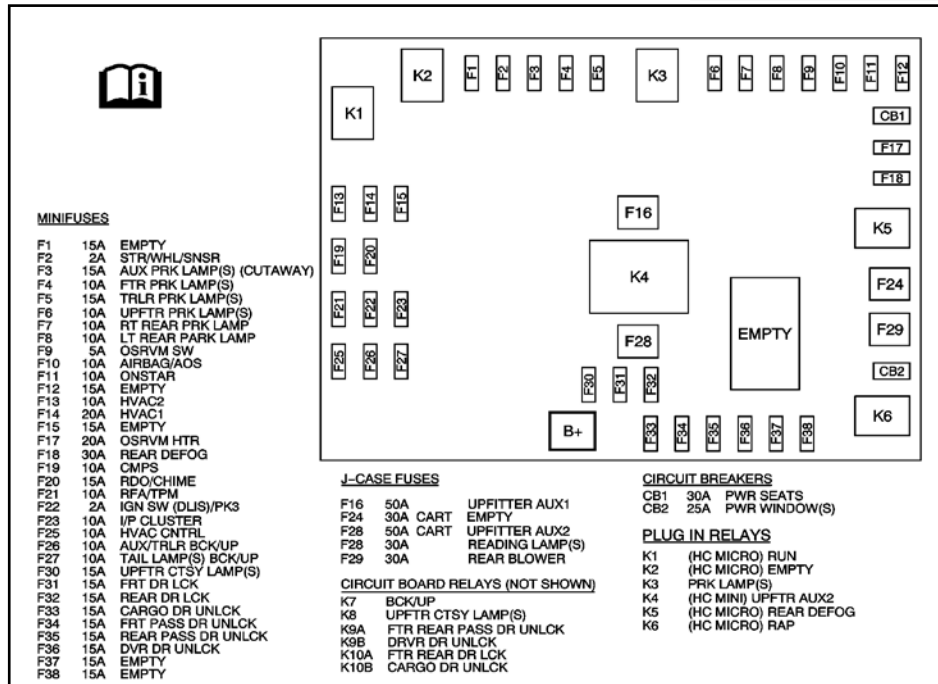 K2 F1 F2 F3 F4 F5 K3 F6 F7 F8 F9 F10 F11 F12
K1
CB1
F17
F18
F13 F14 F15
F16
K5
F19 F20
K4
F24
F21 F22 F23
EMPTY
F29
F28
F25 F26 F27
CB2
F30 F31 F32
K6
B+
F33 F34 F35 F36 F37 F38
MINIFUSES
F1 15A EMPTY
F2 2A STR/WHL/SNSR
F3 15A AUX PRK LAMP(S) (CUTAWAY)
F4 10A FTR PRK LAMP(S)
F5 15A TRLR PRK LAMP(S)
F6 10A UPFTR PRK LAMP(S)
F7 10A RT REAR PRK LAMP
F8 10A LT REAR PARK LAMP
F9 5A OSRVM SW
F10 10A AIRBAG/AOS
F11 10A ONSTAR
F12 15A EMPTY
F13 10A HVAC2
F14 20A HVAC1
F15 15A EMPTY
F17 20A OSRVM HTR
F18 30A REAR DEFOG
F19 10A CMPS
F20 15A RDO/CHIME
F21 10A RFA/TPM
F22 2A IGN SW (DLIS)/PK3
F23 10A I/P CLUSTER
F25 10A HVAC CNTRL
F26 10A AUX/TRLR BCK/UP
F27 10A TAIL LAMP(S) BCK/UP
F30 15A UPFTR CTSY LAMP(S)
F31 15A FRT DR LCK
F32 15A REAR DR LCK
F33 15A CARGO DR UNLCK
F34 15A FRT PASS DR UNLCK
F35 15A REAR PASS DR UNLCK
F36 15A DVR DR UNLCK
F37 15A EMPTY
F38 15A EMPTY
J-CASE FUSES
F16 50A UPFITTER AUX1
F24 30A CART EMPTY
F28 50A CART UPFITTER AUX2
F28 30A READING LAMP(S)
F29 30A REAR BLOWER
CIRCUIT BOARD RELAYS (NOT SHOWN)
K7 BCK/UP
K8 UPFTR CTSY LAMP(S)
K9A FTR REAR PASS DR UNLCK
K9B DRVR DR UNLCK
K10A FTR REAR DR LCK
K10B CARGO DR UNLCK
CIRCUIT BREAKERS
CB1 30A PWR SEATS
CB2 25A PWR WINDOW(S)
PLUG IN RELAYS
K1 (HC MICRO) RUN
K2 (HC MICRO) EMPTY
K3 PRK LAMP(S)
K4 (HC MINI) UPFTR AUX2
K5 (HC MICRO) REAR DEFOG
K6 (HC MICRO) RAP